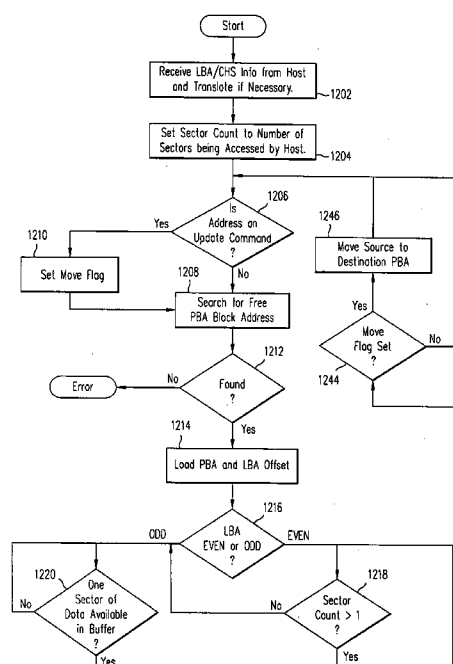 Start
Receive LBA/CHS Info from Host
and Translate if Necessary.
1202
Set Sector Count to Number of
Sectors being Accessed by Host.
1204
1206
Is
Address an
Update Command
?
Yes
No
1210
Set Move Flag
1208
Search for Free
PBA Block Address
1246
Move Source to
Destination PBA
Yes
Move
Flag Set
?
No
1244
1212
Found
?
No
Error
Yes
1214
Load PBA and LBA Offset
1216
LBA
EVEN or ODD
?
ODD
EVEN
1220
One
Sector of
Data Available
in Buffer
?
No
Yes
1218
Sector
Count > 1
?
No
Yes